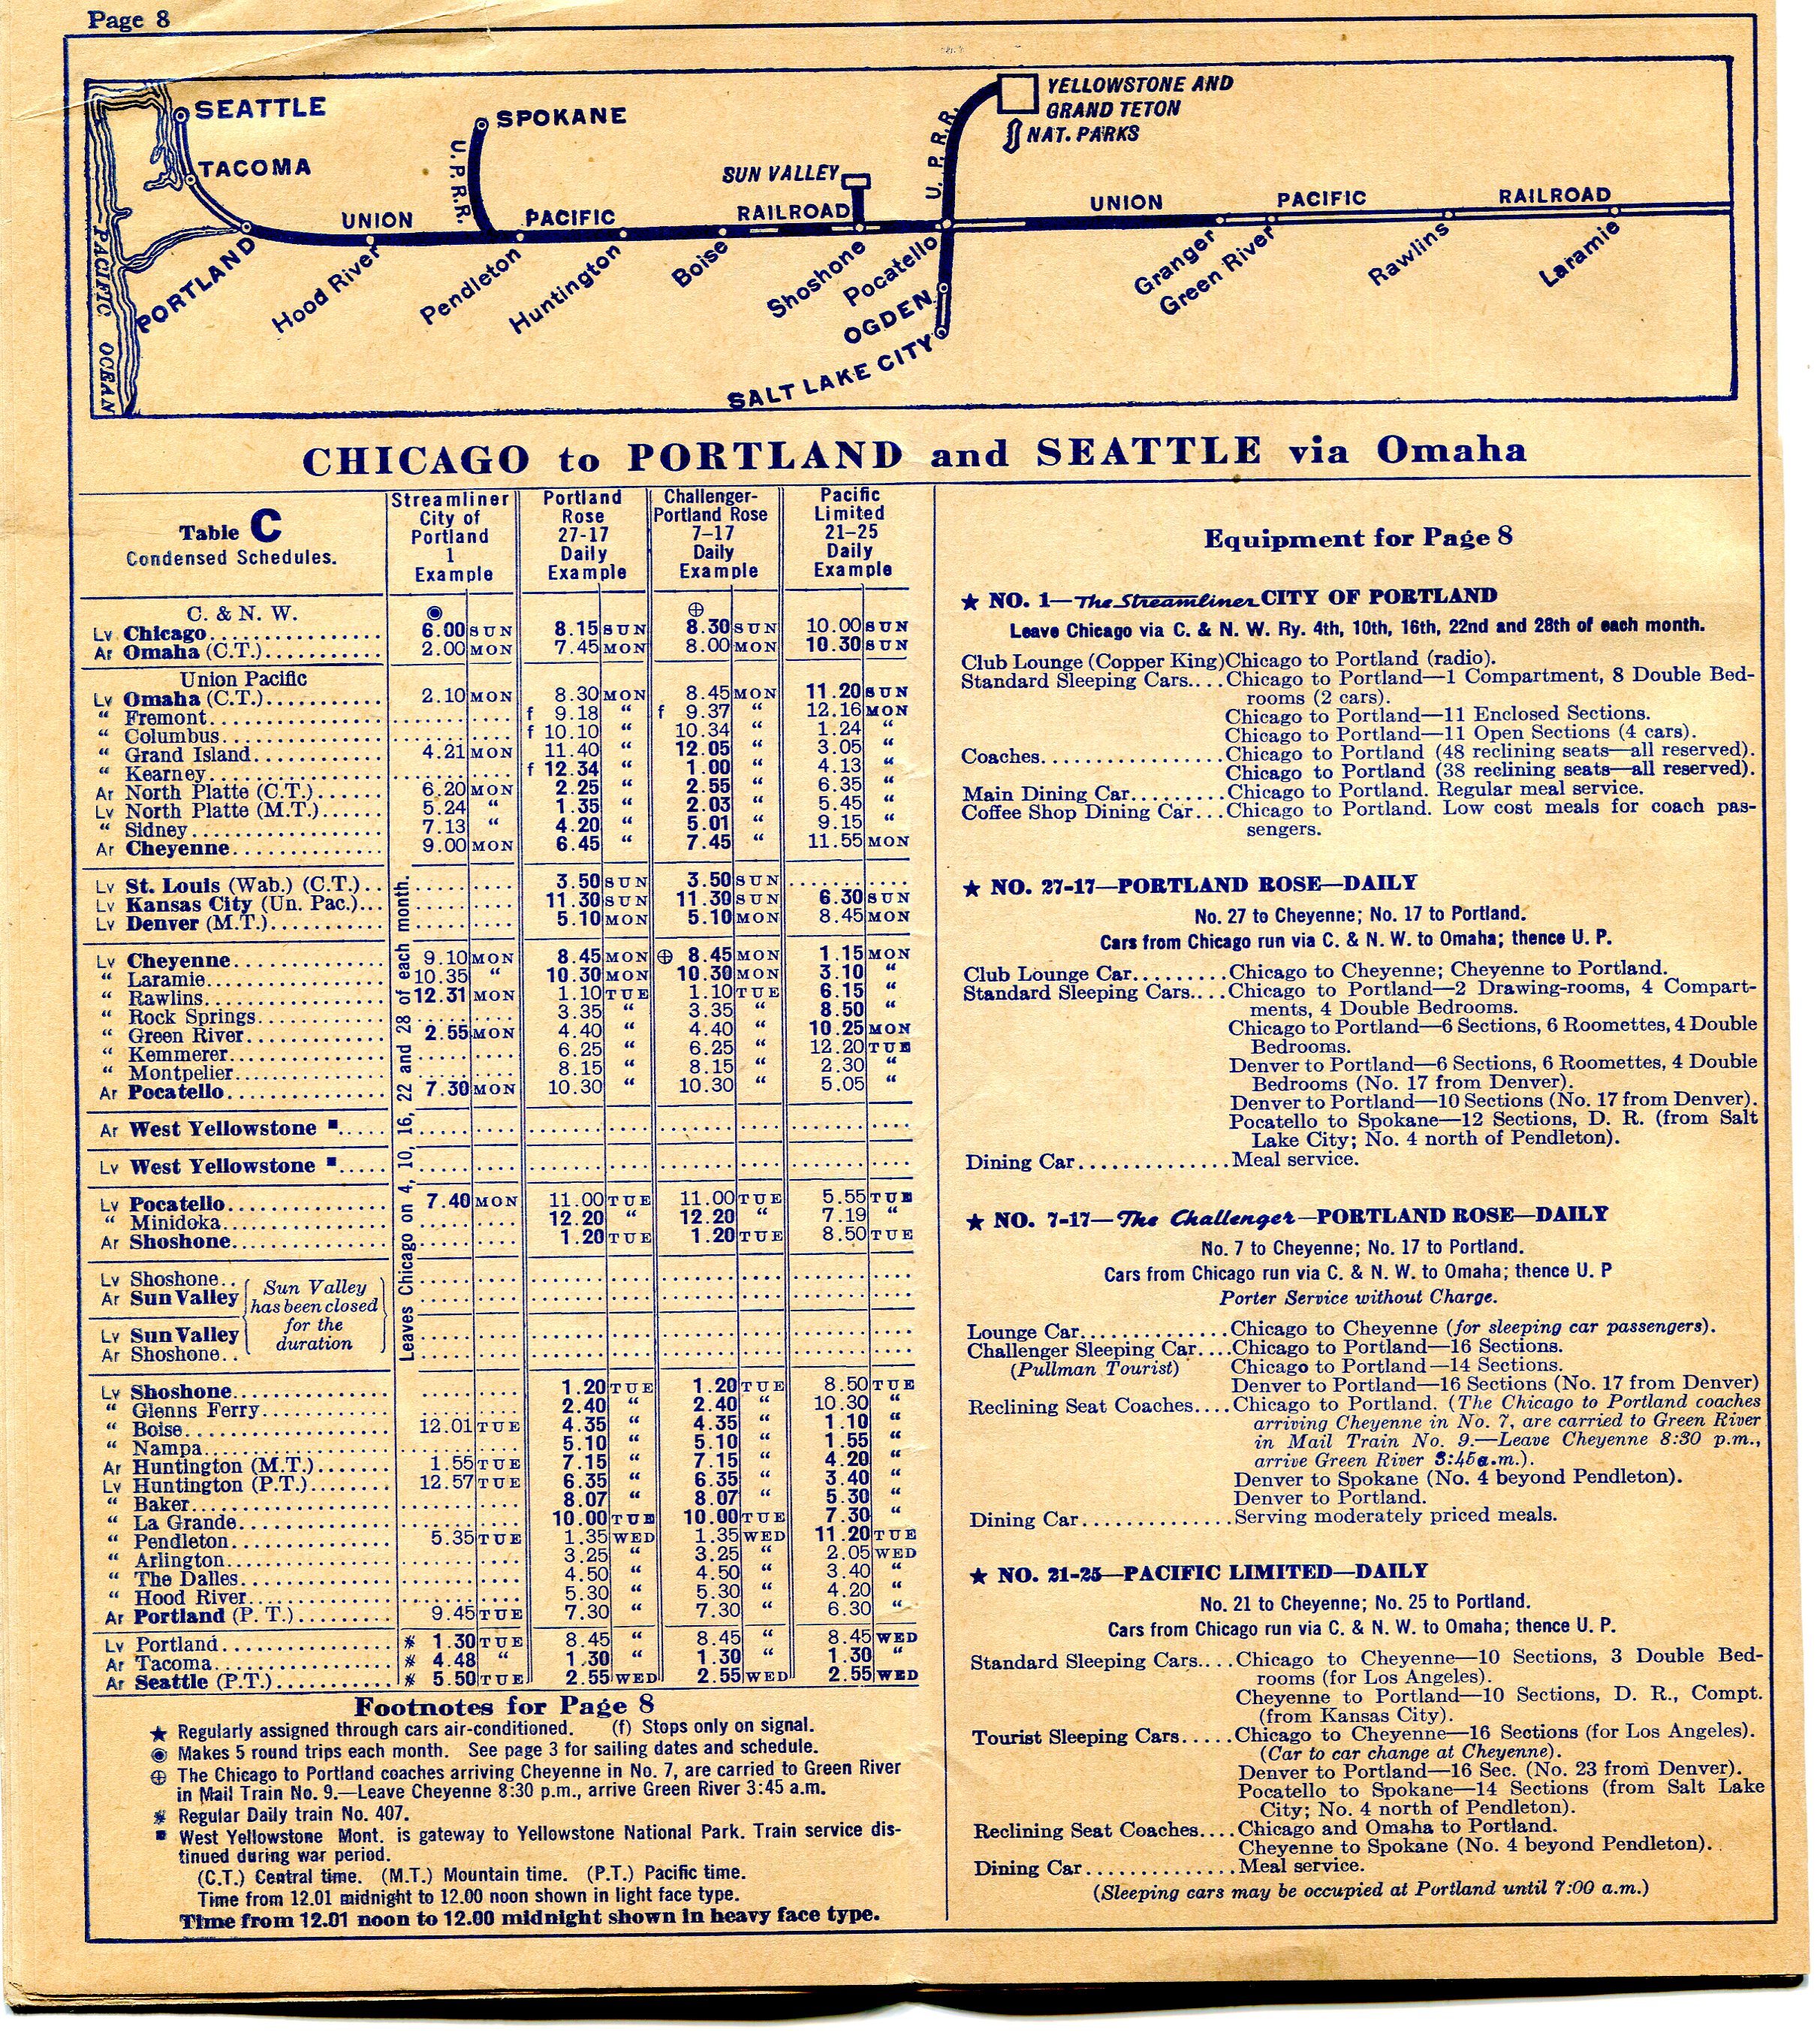 Page 8
SEATTLE
TACOMA
SPOKANE
YELLOWSTONE AND
GRAND TETON
NAT. PARKS
SUN VALLEY
U. P. R.R.
U. P. R.R.
UNION
PACIFIC
RAILROAD
UNION
PACIFIC
RAILROAD
PACIFIC OCEAN
PORTLAND
Hood River
Pendleton
Huntington
Boise
Shoshone
Pocatello
OGDEN
SALT LAKE CITY
Granger
Green River
Rawlins
Laramie
CHICAGO to PORTLAND and SEATTLE via Omaha
Table C
Condensed Schedules.
Streamliner City of Portland 1 Example
Portland Rose 27-17 Daily Example
Challenger-Portland Rose 7-17 Daily Example
Pacific Limited 21-25 Daily Example
C. & N. W. ◉ ⊕
Lv Chicago 6.00 SUN 8.15 SUN 8.30 SUN 10.00 SUN
Ar Omaha (C.T.) 2.00 MON 7.45 MON 8.00 MON 10.30 SUN
Union Pacific
Lv Omaha (C.T.) 2.10 MON 8.30 MON 8.45 MON 11.20 SUN
“ Fremont f 9.18 “ f 9.37 “ 12.16 MON
“ Columbus f 10.10 “ 10.34 “ 1.24 “
“ Grand Island 4.21 MON 11.40 “ 12.05 “ 3.05 “
“ Kearney f 12.34 “ 1.00 “ 4.13 “
Ar North Platte (C.T.) 6.20 MON 2.25 “ 2.55 “ 6.35 “
Lv North Platte (M.T.) 5.24 “ 1.35 “ 2.03 “ 5.45 “
“ Sidney 7.13 “ 4.20 “ 5.01 “ 9.15 “
Ar Cheyenne 9.00 MON 6.45 “ 7.45 “ 11.55 MON
Leaves Chicago on 4, 10, 16, 22 and 28 of each month.
Lv St. Louis (Wab.) (C.T.) 3.50 SUN 3.50 SUN
Lv Kansas City (Un. Pac.) 11.30 SUN 11.30 SUN 6.30 SUN
Lv Denver (M.T.) 5.10 MON 5.10 MON 8.45 MON
Lv Cheyenne 9.10 MON 8.45 MON ⊕ 8.45 MON 1.15 MON
“ Laramie 10.35 “ 10.30 MON 10.30 MON 3.10 “
“ Rawlins 12.31 MON 1.10 TUE 1.10 TUE 6.15 “
“ Rock Springs 3.35 “ 3.35 “ 8.50 “
“ Green River 2.55 MON 4.40 “ 4.40 “ 10.25 MON
“ Kemmerer 6.25 “ 6.25 “ 12.20 TUE
“ Montpelier 8.15 “ 8.15 “ 2.30 “
Ar Pocatello 7.30 MON 10.30 “ 10.30 “ 5.05 “
Ar West Yellowstone ■
Lv West Yellowstone ■
Lv Pocatello 7.40 MON 11.00 TUE 11.00 TUE 5.55 TUE
“ Minidoka 12.20 “ 12.20 “ 7.19 “
Ar Shoshone 1.20 TUE 1.20 TUE 8.50 TUE
Lv Shoshone
Ar Sun Valley
Lv Sun Valley
Ar Shoshone
Sun Valley has been closed for the duration
Lv Shoshone 1.20 TUE 1.20 TUE 8.50 TUE
“ Glenns Ferry 2.40 “ 2.40 “ 10.30 “
“ Boise 12.01 TUE 4.35 “ 4.35 “ 1.10 “
“ Nampa 5.10 “ 5.10 “ 1.55 “
Ar Huntington (M.T.) 1.55 TUE 7.15 “ 7.15 “ 4.20 “
Lv Huntington (P.T.) 12.57 TUE 6.35 “ 6.35 “ 3.40 “
“ Baker 8.07 “ 8.07 “ 5.30 “
“ La Grande 10.00 TUE 10.00 TUE 7.30 “
“ Pendleton 5.35 TUE 1.35 WED 1.35 WED 11.20 TUE
“ Arlington 3.25 “ 3.25 “ 2.05 WED
“ The Dalles 4.50 “ 4.50 “ 3.40 “
“ Hood River 5.30 “ 5.30 “ 4.20 “
Ar Portland (P. T.) 9.45 TUE 7.30 “ 7.30 “ 6.30 “
Lv Portland ※ 1.30 TUE 8.45 “ 8.45 “ 8.45 WED
Ar Tacoma ※ 4.48 “ 1.30 “ 1.30 “ 1.30 “
Ar Seattle (P.T.) ※ 5.50 TUE 2.55 WED 2.55 WED 2.55 WED
Footnotes for Page 8
★ Regularly assigned through cars air-conditioned. (f) Stops only on signal.
◉ Makes 5 round trips each month. See page 3 for sailing dates and schedule.
⊕ The Chicago to Portland coaches arriving Cheyenne in No. 7, are carried to Green River
in Mail Train No. 9.—Leave Cheyenne 8:30 p.m., arrive Green River 3:45 a.m.
※ Regular Daily train No. 407.
■ West Yellowstone Mont. is gateway to Yellowstone National Park. Train service dis-
tinued during war period.
(C.T.) Central time. (M.T.) Mountain time. (P.T.) Pacific time.
Time from 12.01 midnight to 12.00 noon shown in light face type.
Time from 12.01 noon to 12.00 midnight shown in heavy face type.
Equipment for Page 8
★ NO. 1—The Streamliner CITY OF PORTLAND
Leave Chicago via C. & N. W. Ry. 4th, 10th, 16th, 22nd and 28th of each month.
Club Lounge (Copper King) Chicago to Portland (radio).
Standard Sleeping Cars.... Chicago to Portland—1 Compartment, 8 Double Bed-
rooms (2 cars).
Chicago to Portland—11 Enclosed Sections.
Chicago to Portland—11 Open Sections (4 cars).
Coaches.... Chicago to Portland (48 reclining seats—all reserved).
Chicago to Portland (38 reclining seats—all reserved).
Main Dining Car.... Chicago to Portland. Regular meal service.
Coffee Shop Dining Car... Chicago to Portland. Low cost meals for coach pas-
sengers.
★ NO. 27-17—PORTLAND ROSE—DAILY
No. 27 to Cheyenne; No. 17 to Portland.
Cars from Chicago run via C. & N. W. to Omaha; thence U. P.
Club Lounge Car.... Chicago to Cheyenne; Cheyenne to Portland.
Standard Sleeping Cars.... Chicago to Portland—2 Drawing-rooms, 4 Compart-
ments, 4 Double Bedrooms.
Chicago to Portland—6 Sections, 6 Roomettes, 4 Double
Bedrooms.
Denver to Portland—6 Sections, 6 Roomettes, 4 Double
Bedrooms (No. 17 from Denver).
Denver to Portland—10 Sections (No. 17 from Denver).
Pocatello to Spokane—12 Sections, D. R. (from Salt
Lake City; No. 4 north of Pendleton).
Dining Car.... Meal service.
★ NO. 7-17—The Challenger—PORTLAND ROSE—DAILY
No. 7 to Cheyenne; No. 17 to Portland.
Cars from Chicago run via C. & N. W. to Omaha; thence U. P
Porter Service without Charge.
Lounge Car.... Chicago to Cheyenne (for sleeping car passengers).
Challenger Sleeping Car.... Chicago to Portland—16 Sections.
(Pullman Tourist) Chicago to Portland—14 Sections.
Denver to Portland—16 Sections (No. 17 from Denver)
Reclining Seat Coaches.... Chicago to Portland. (The Chicago to Portland coaches
arriving Cheyenne in No. 7, are carried to Green River
in Mail Train No. 9.—Leave Cheyenne 8:30 p.m.,
arrive Green River 3:45 a.m.).
Denver to Spokane (No. 4 beyond Pendleton).
Denver to Portland.
Dining Car.... Serving moderately priced meals.
★ NO. 21-25—PACIFIC LIMITED—DAILY
No. 21 to Cheyenne; No. 25 to Portland.
Cars from Chicago run via C. & N. W. to Omaha; thence U. P.
Standard Sleeping Cars.... Chicago to Cheyenne—10 Sections, 3 Double Bed-
rooms (for Los Angeles).
Cheyenne to Portland—10 Sections, D. R., Compt.
(from Kansas City).
Tourist Sleeping Cars..... Chicago to Cheyenne—16 Sections (for Los Angeles).
(Car to car change at Cheyenne).
Denver to Portland—16 Sec. (No. 23 from Denver).
Pocatello to Spokane—14 Sections (from Salt Lake
City; No. 4 north of Pendleton).
Reclining Seat Coaches.... Chicago and Omaha to Portland.
Cheyenne to Spokane (No. 4 beyond Pendleton).
Dining Car.... Meal service.
(Sleeping cars may be occupied at Portland until 7:00 a.m.)